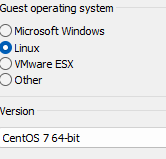 Guest operating system
Microsoft Windows
Linux
VMware ESX
Other
Version
CentOS 7 64-bit